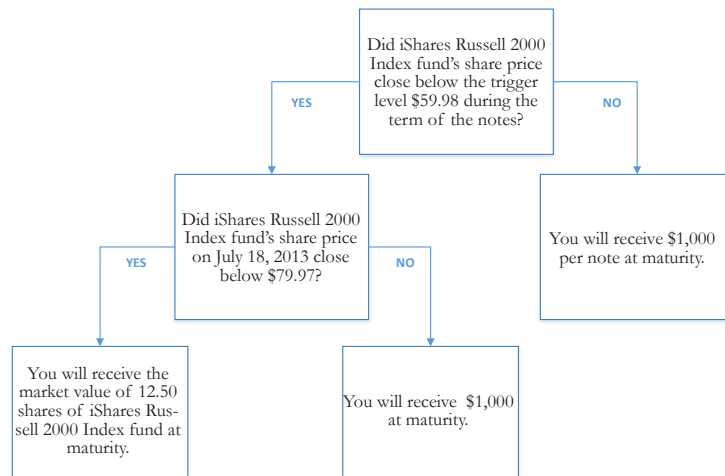 Did iShares Russell 2000
Index fund's share price
close below the trigger
level $59.98 during the
term of the notes?
YES
NO
Did iShares Russell 2000
Index fund's share price
on July 18, 2013 close
below $79.97?
You will receive $1,000
per note at maturity.
YES
NO
You will receive the
market value of 12.50
shares of iShares Rus-
sell 2000 Index fund at
maturity.
You will receive $1,000
at maturity.